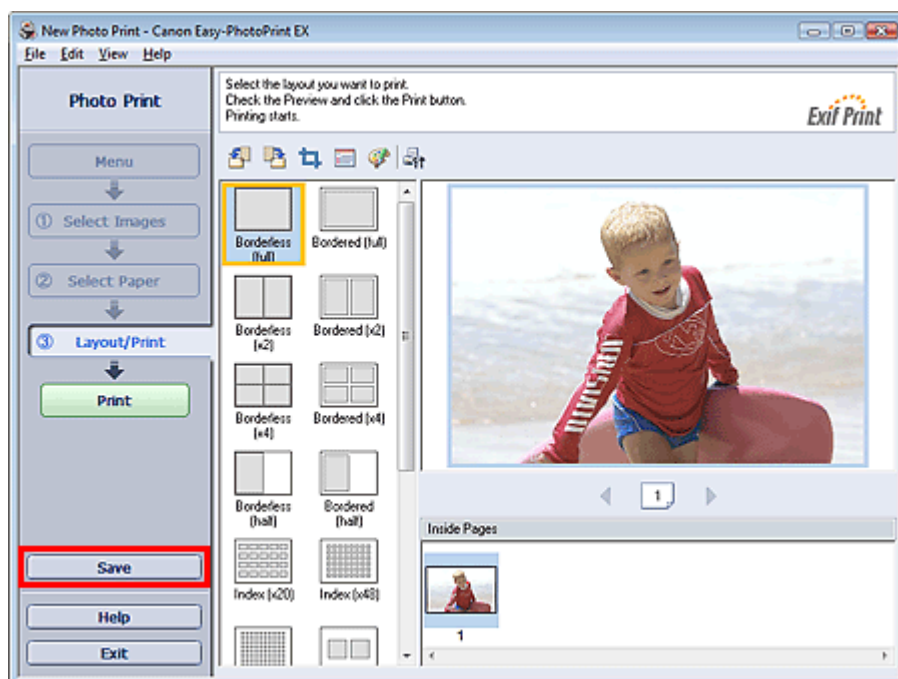 New Photo Print - Canon Easy-PhotoPrint EX
File Edit View Help
Photo Print
Select the layout you want to print.
Check the Preview and click the Print button.
Printing starts.
Exif Print
Menu
① Select Images
② Select Paper
③ Layout/Print
Print
Save
Help
Exit
Borderless
(full)
Bordered (full)
Borderless
(x2)
Bordered (x2)
Borderless
(x4)
Bordered (x4)
Borderless
(half)
Bordered
(half)
Index (x20)
Index (x48)
1
Inside Pages
1